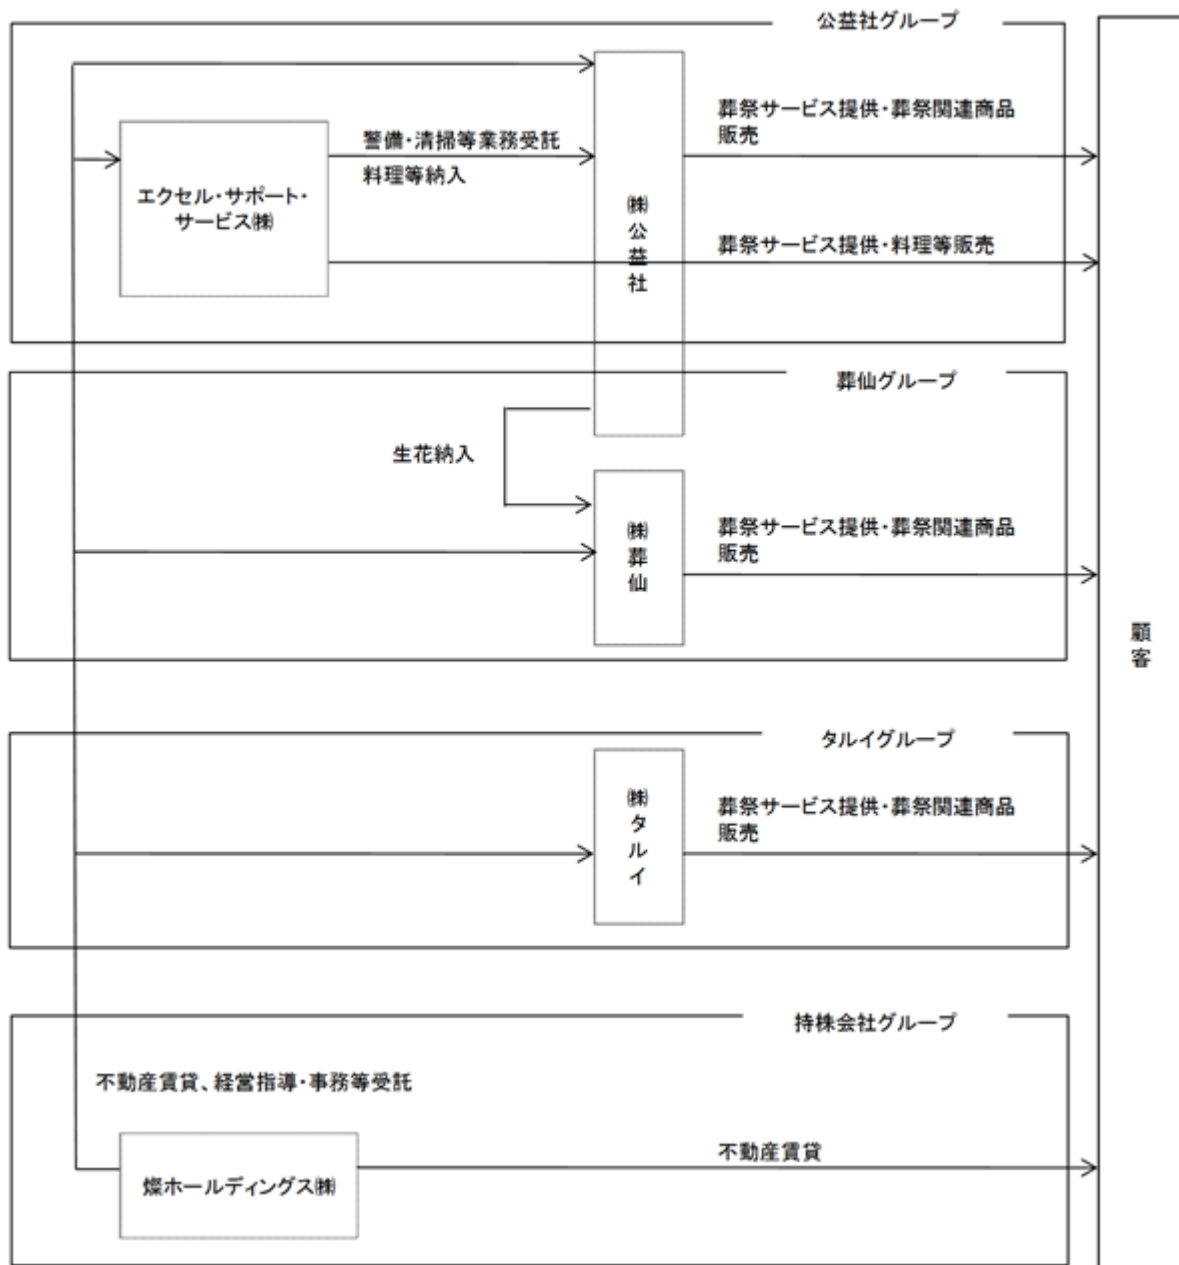 公益社グループ
葬祭サービス提供・葬祭関連商品
販売
警備・清掃等業務受託
料理等納入
エクセル・サポート・
サービス㈱
㈱公益社
葬祭サービス提供・料理等販売
葬仙グループ
生花納入
㈱葬仙
葬祭サービス提供・葬祭関連商品
販売
顧客
タルイグループ
㈱タルイ
葬祭サービス提供・葬祭関連商品
販売
持株会社グループ
不動産賃貸、経営指導・事務等受託
不動産賃貸
燦ホールディングス㈱